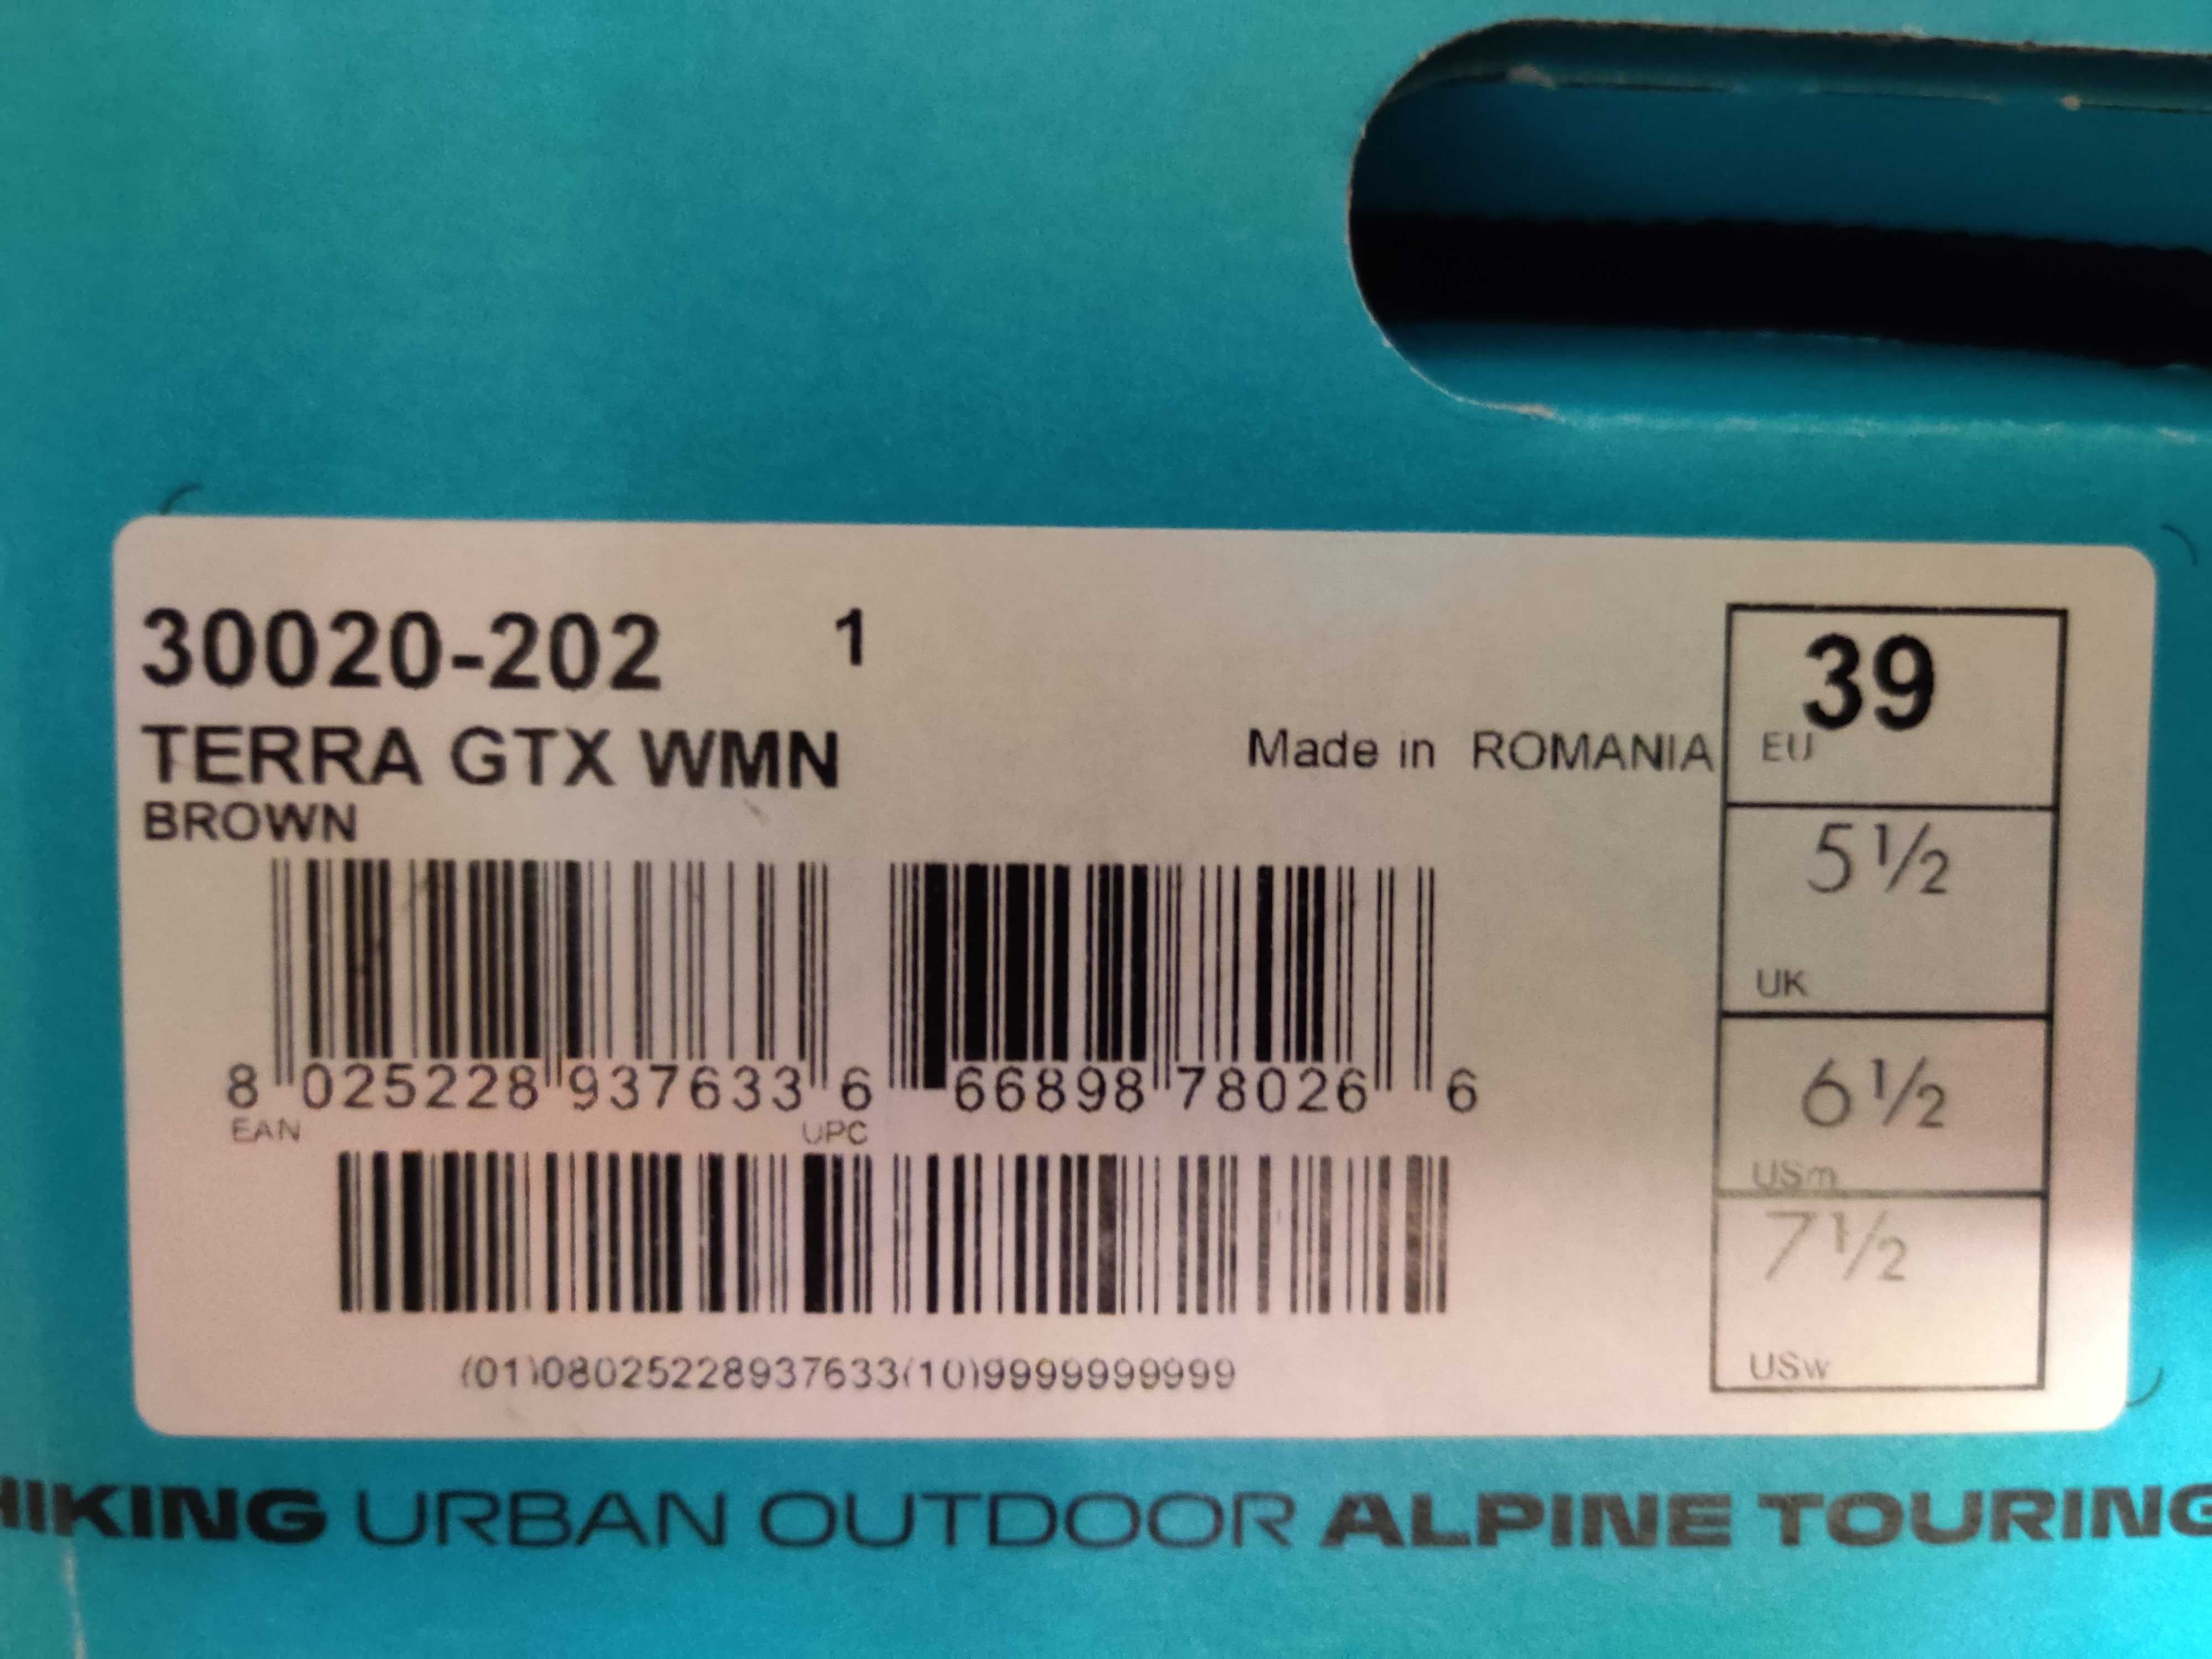 30020-202 1
TERRA GTX WMN
BROWN
Made in ROMANIA
39
EU
5½
UK
6½
USm
7½
USw
8 025228 937633
EAN
6 66898 78026 6
UPC
(01)08025228937633(10)9999999999
HIKING URBAN OUTDOOR ALPINE TOURING